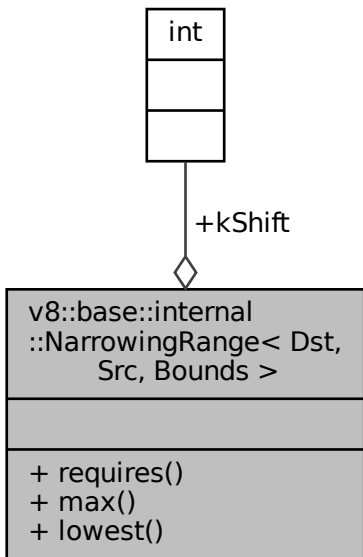 int
+kShift
v8::base::internal
::NarrowingRange< Dst,
Src, Bounds >
+ requires()
+ max()
+ lowest()